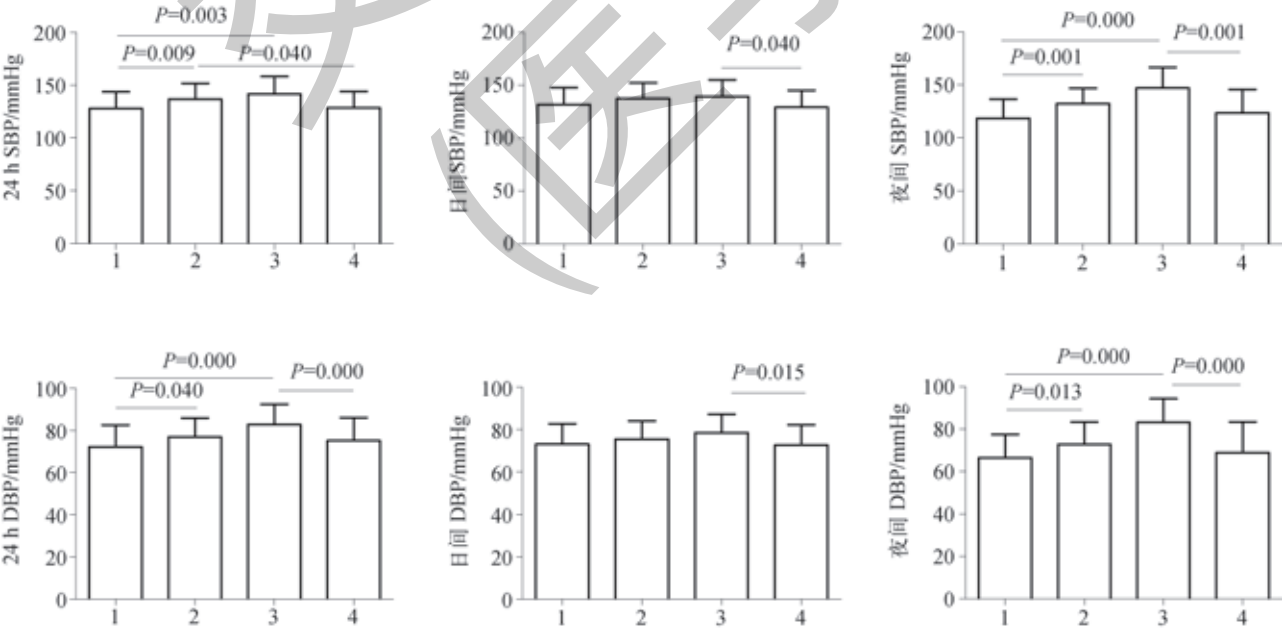 P=0.003
P=0.009
P=0.040
24 h SBP/mmHg
200
150
100
50
0
1 2 3 4
P=0.040
日间SBP/mmHg
200
150
100
50
0
1 2 3 4
P=0.000
P=0.001
P=0.001
夜间 SBP/mmHg
200
150
100
50
0
1 2 3 4
P=0.000
P=0.000
P=0.040
24 h DBP/mmHg
100
80
60
40
20
0
1 2 3 4
P=0.015
日间 DBP/mmHg
100
80
60
40
20
0
1 2 3 4
P=0.000
P=0.000
P=0.013
夜间 DBP/mmHg
100
80
60
40
20
0
1 2 3 4
(医